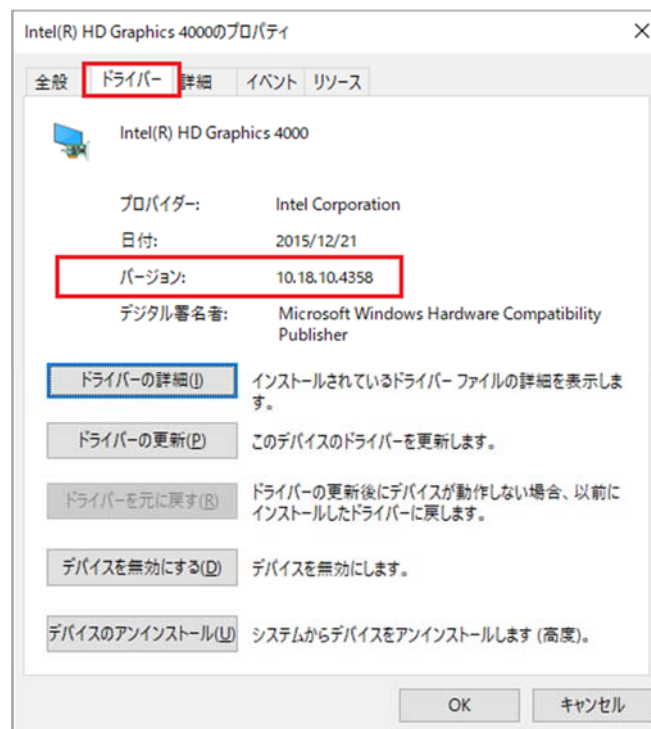 Intel(R) HD Graphics 4000のプロパティ
全般 ドライバー 詳細 イベント リソース
Intel(R) HD Graphics 4000
プロバイダー: Intel Corporation
日付: 2015/12/21
バージョン: 10.18.10.4358
デジタル署名者: Microsoft Windows Hardware Compatibility
Publisher
ドライバーの詳細(I) インストールされているドライバー ファイルの詳細を表示しま
す。
ドライバーの更新(P) このデバイスのドライバーを更新します。
ドライバーを元に戻す(R) ドライバーの更新後にデバイスが動作しない場合、以前に
インストールしたドライバーに戻します。
デバイスを無効にする(D) デバイスを無効にします。
デバイスのアンインストール(U) システムからデバイスをアンインストールします (高度)。
OK キャンセル